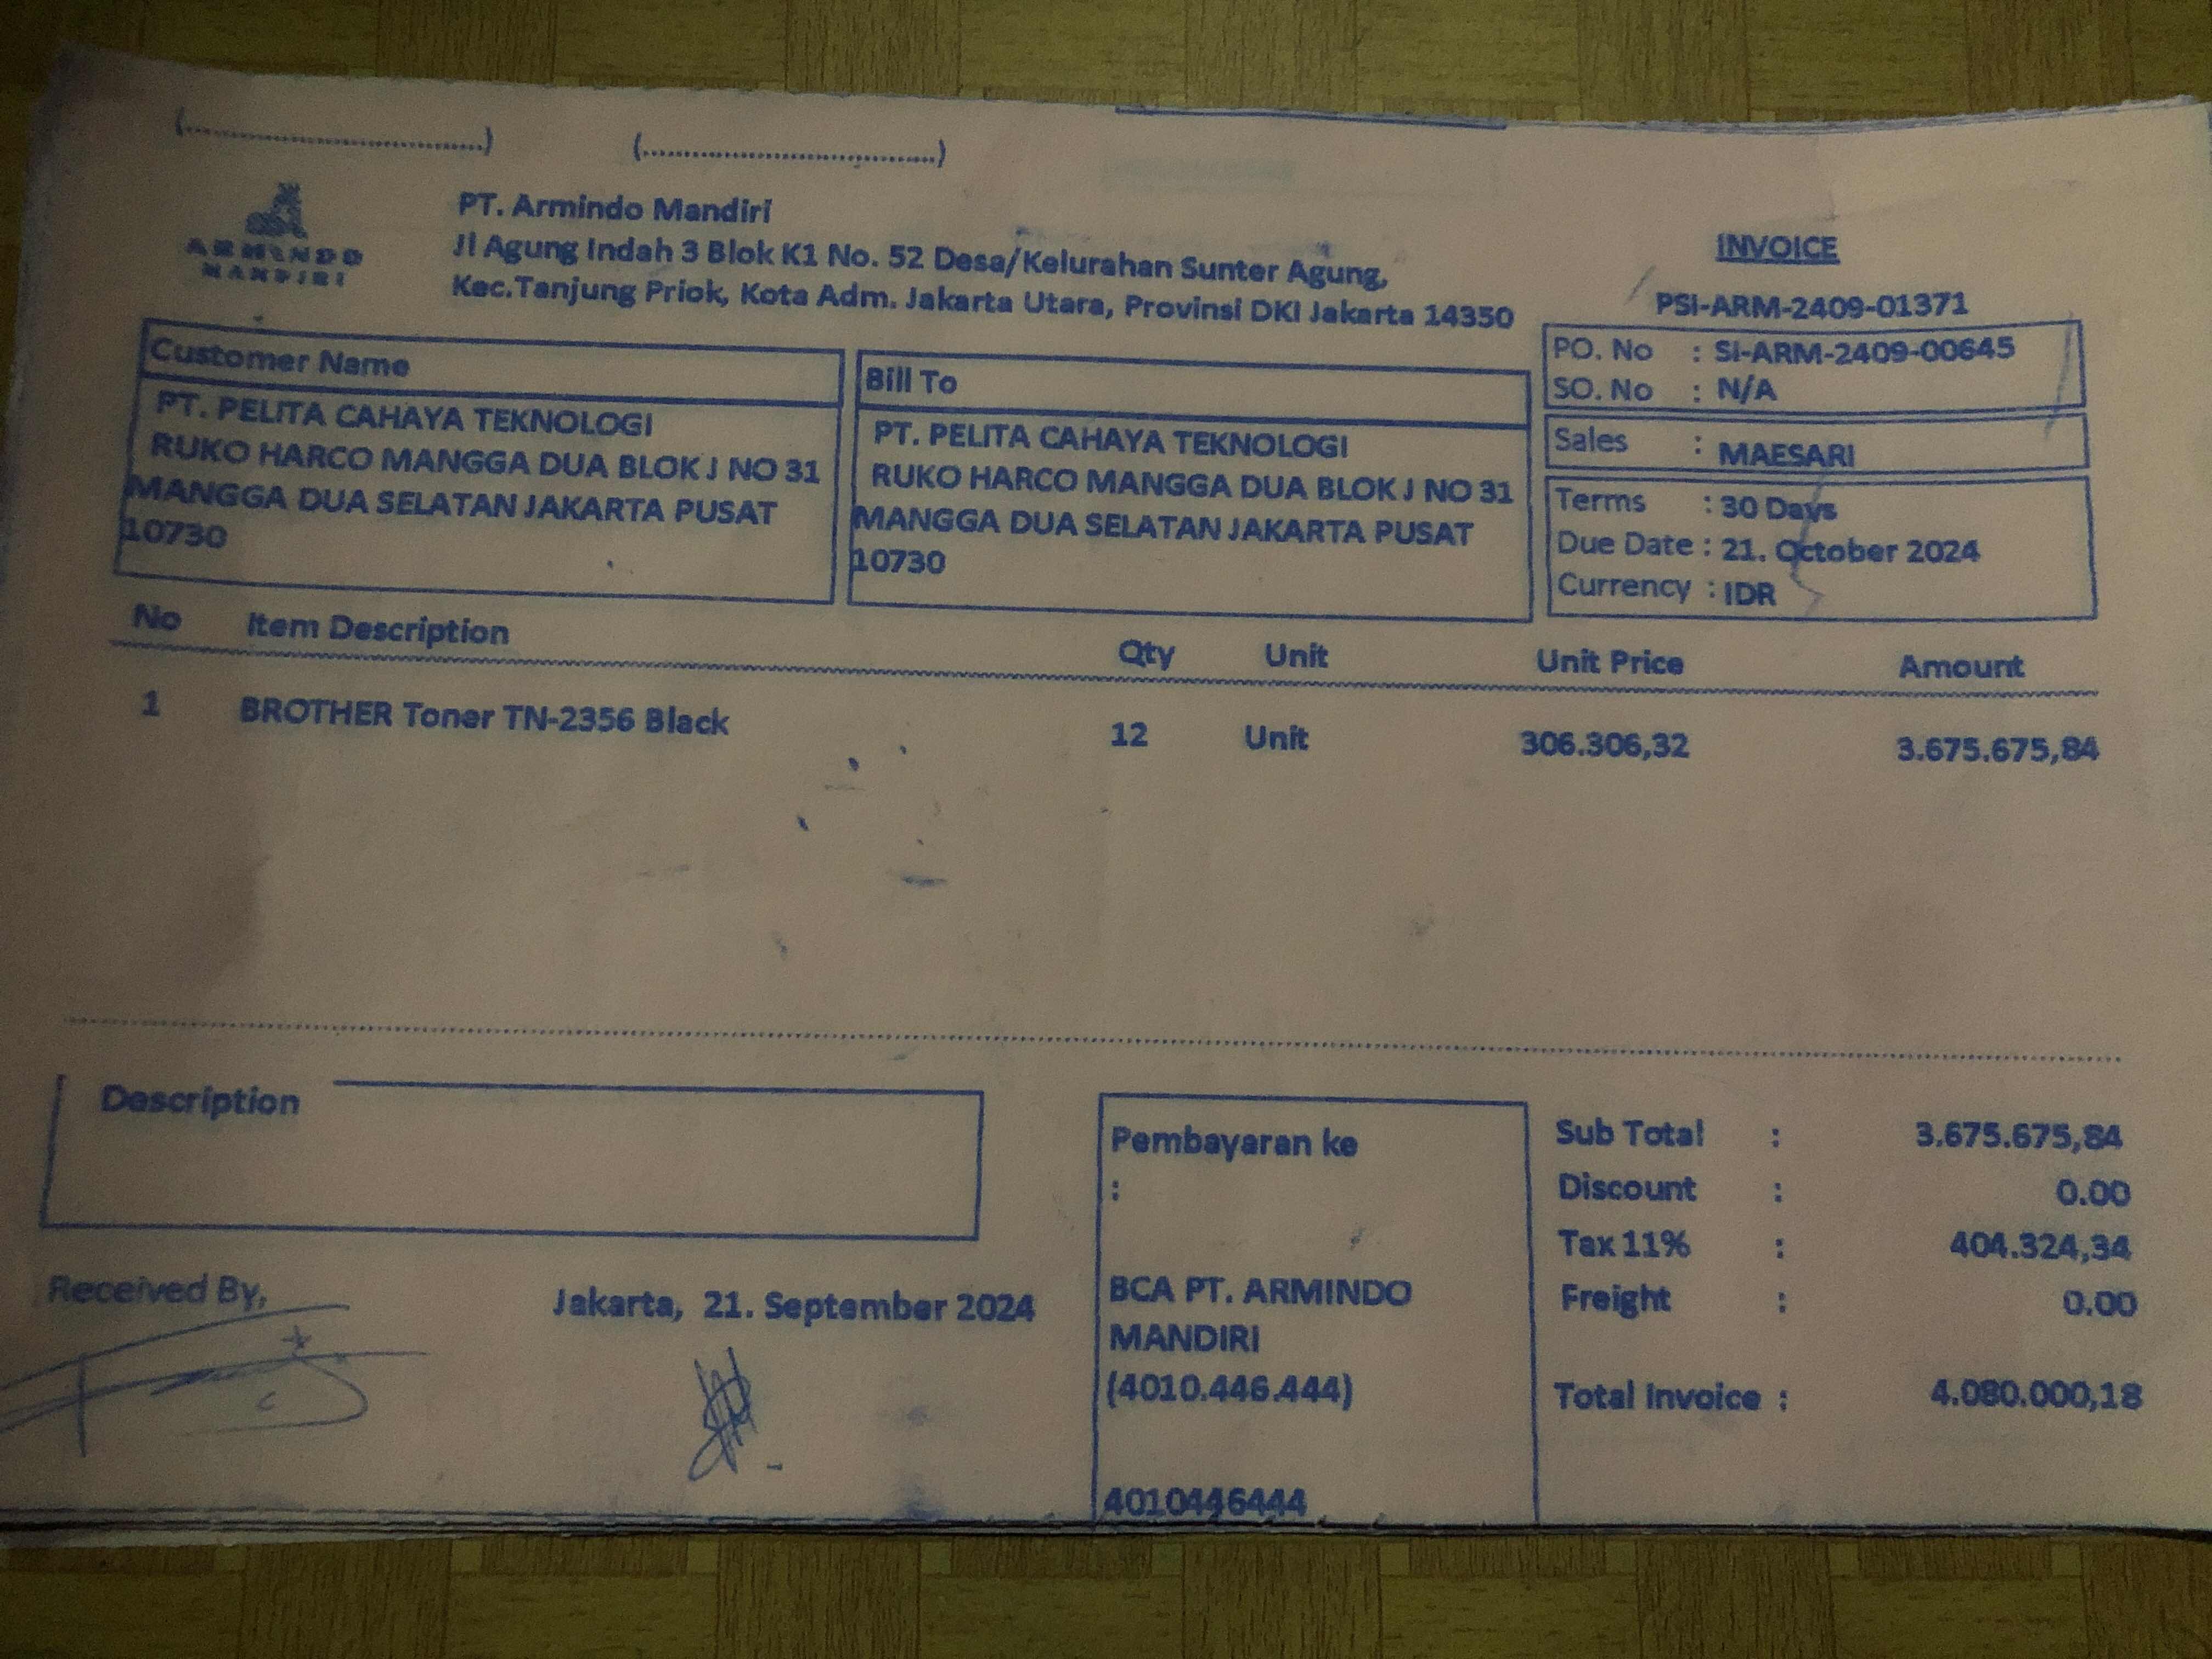 (..................................) (..................................)
ARMINDO
MANDIRI
PT. Armindo Mandiri
Jl Agung Indah 3 Blok K1 No. 52 Desa/Kelurahan Sunter Agung,
Kec.Tanjung Priok, Kota Adm. Jakarta Utara, Provinsi DKI Jakarta 14350
INVOICE
PSI-ARM-2409-01371
Customer Name
PT. PELITA CAHAYA TEKNOLOGI
RUKO HARCO MANGGA DUA BLOK J NO 31
MANGGA DUA SELATAN JAKARTA PUSAT
10730
Bill To
PT. PELITA CAHAYA TEKNOLOGI
RUKO HARCO MANGGA DUA BLOK J NO 31
MANGGA DUA SELATAN JAKARTA PUSAT
10730
PO. No : SI-ARM-2409-00645
SO. No : N/A
Sales : MAESARI
Terms : 30 Days
Due Date : 21. October 2024
Currency : IDR
No Item Description Qty Unit Unit Price Amount
1 BROTHER Toner TN-2356 Black 12 Unit 306.306,32 3.675.675,84
Description
Received By,
Jakarta, 21. September 2024
Pembayaran ke
:
BCA PT. ARMINDO
MANDIRI
(4010.446.444)
4010446444
Sub Total : 3.675.675,84
Discount : 0.00
Tax 11% : 404.324,34
Freight : 0.00
Total Invoice : 4.080.000,18